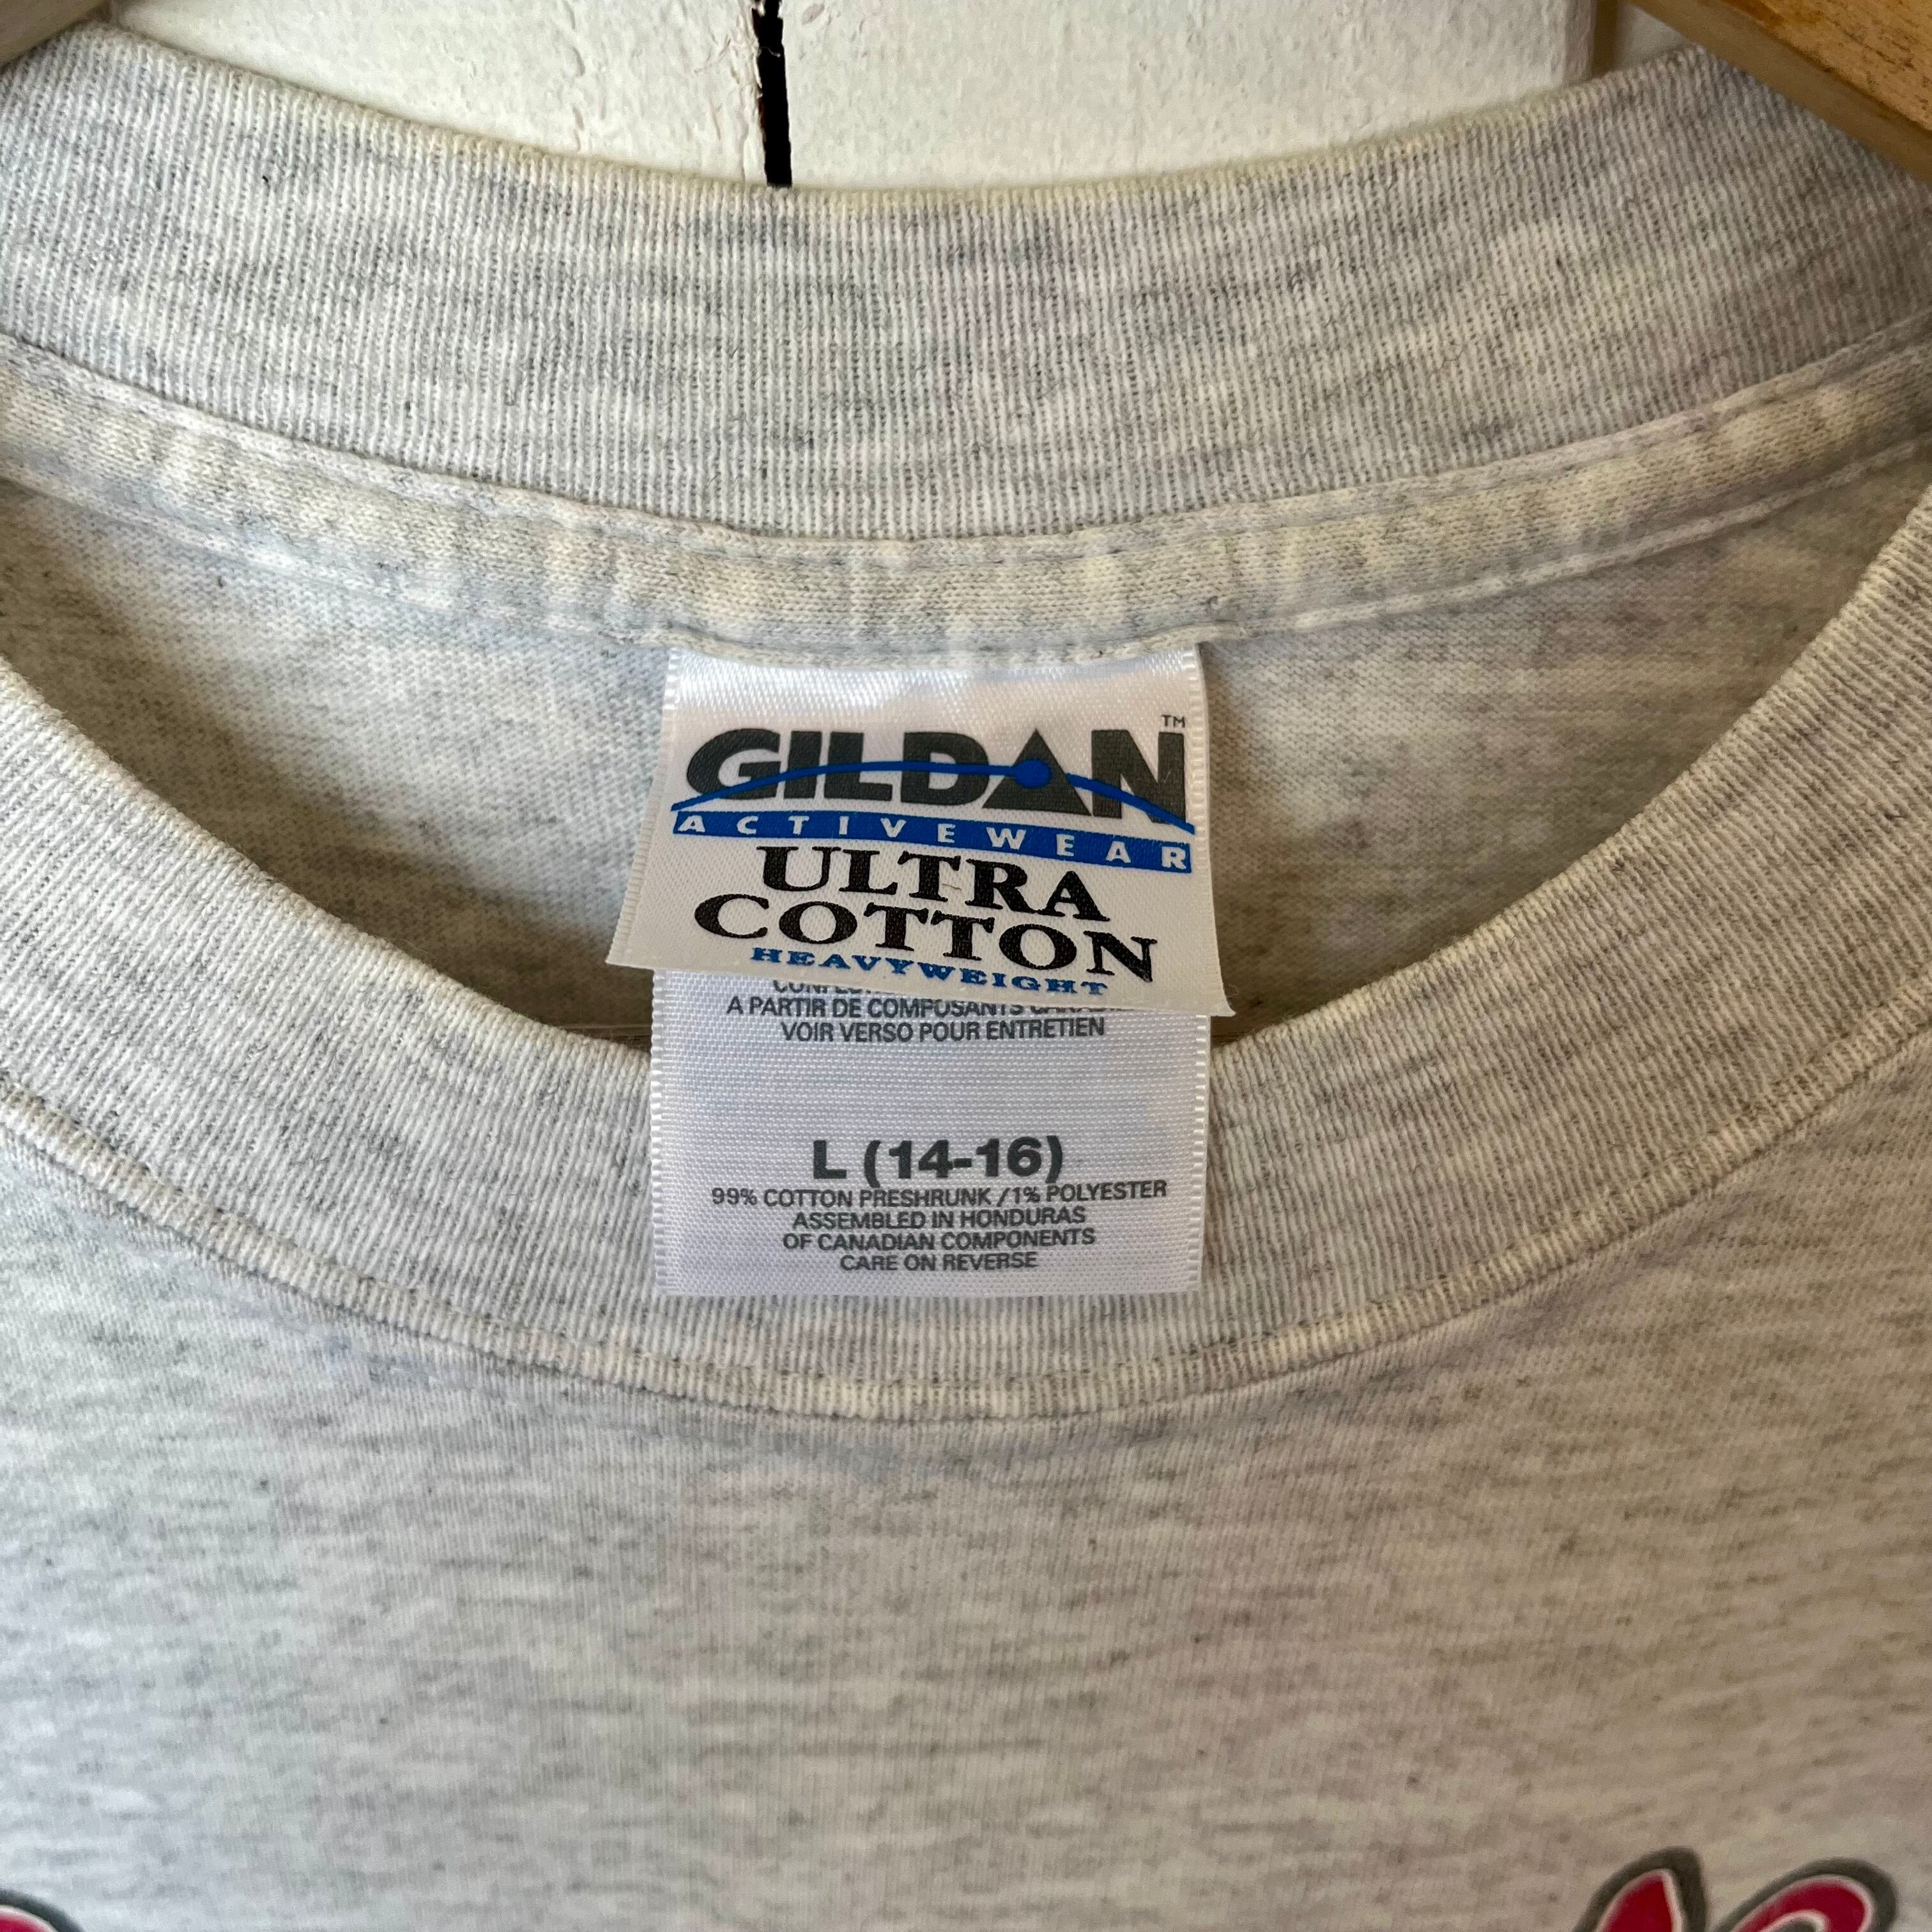 GILDAN™
ACTIVEWEAR
ULTRA
COTTON
HEAVYWEIGHT
A PARTIR DE COMPOSANTS
VOIR VERSO POUR ENTRETIEN
L (14-16)
99% COTTON PRESHRUNK /1% POLYESTER
ASSEMBLED IN HONDURAS
OF CANADIAN COMPONENTS
CARE ON REVERSE